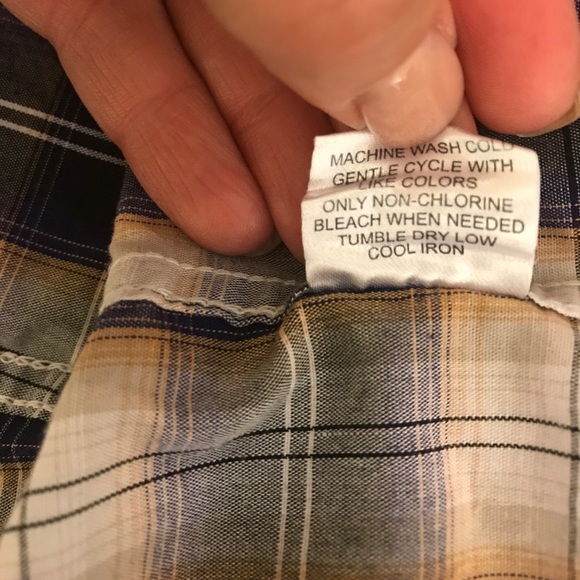 MACHINE WASH COLD
GENTLE CYCLE WITH
LIKE COLORS
ONLY NON-CHLORINE
BLEACH WHEN NEEDED
TUMBLE DRY LOW
COOL IRON